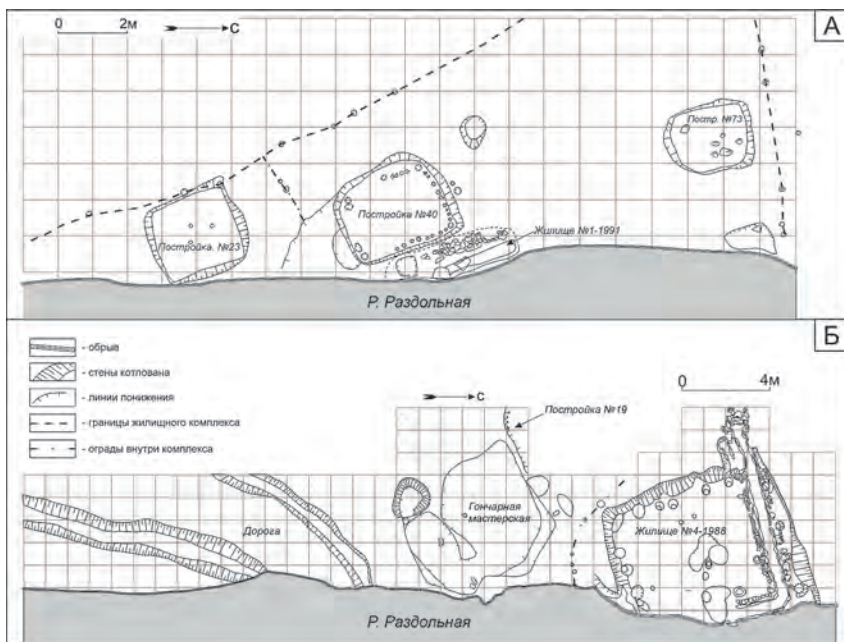 0 2м
С
А
Постр. №73
Постройка №40
Постройка. №23
Жилище №1-1991
Р. Раздольная
Б
- обрыв
- стены котлована
- линии понижения
- границы жилищного комплекса
- ограды внутри комплекса
С
0 4м
Постройка №19
Гончарная
мастерская
Дорога
Жилище №4-1988
Р. Раздольная